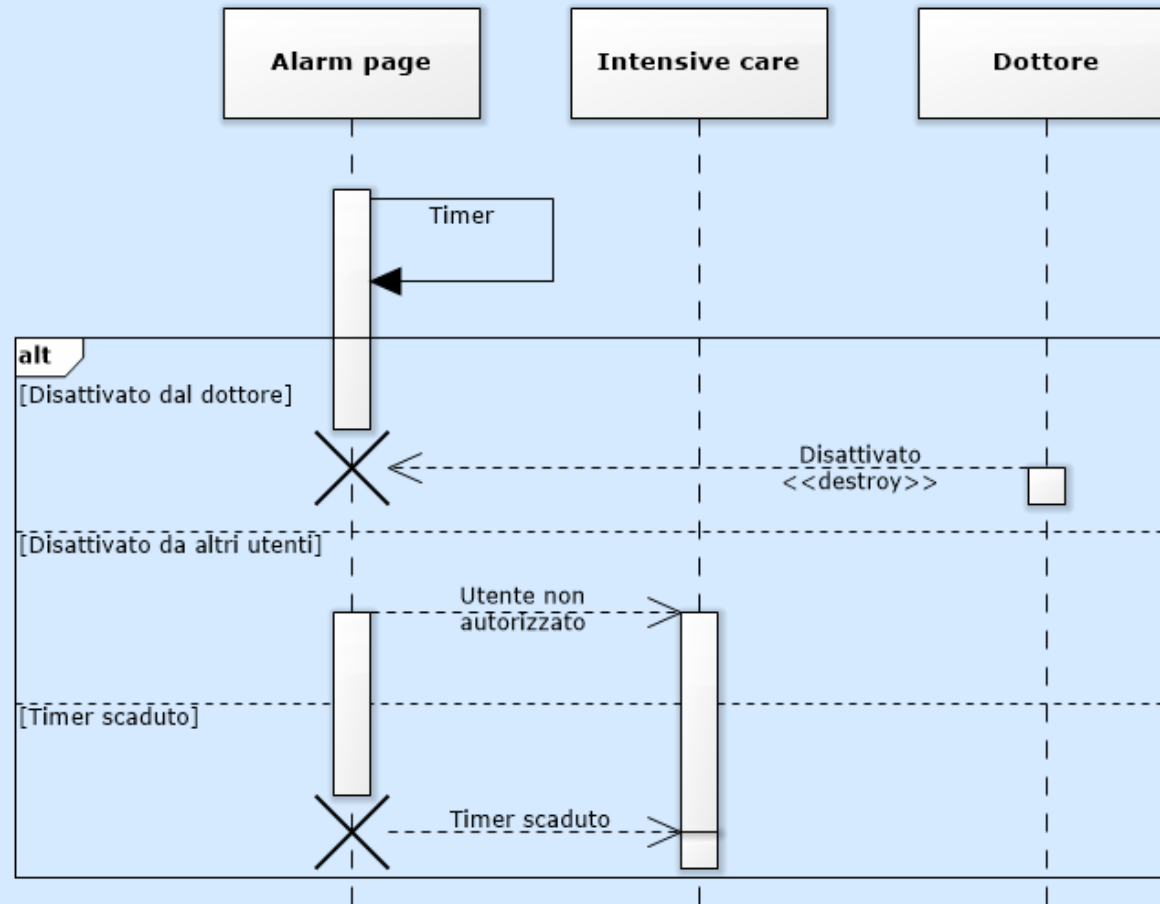 Alarm page
Intensive care
Dottore
Timer
alt
[Disattivato dal dottore]
Disattivato
<<destroy>>
[Disattivato da altri utenti]
Utente non
autorizzato
[Timer scaduto]
Timer scaduto